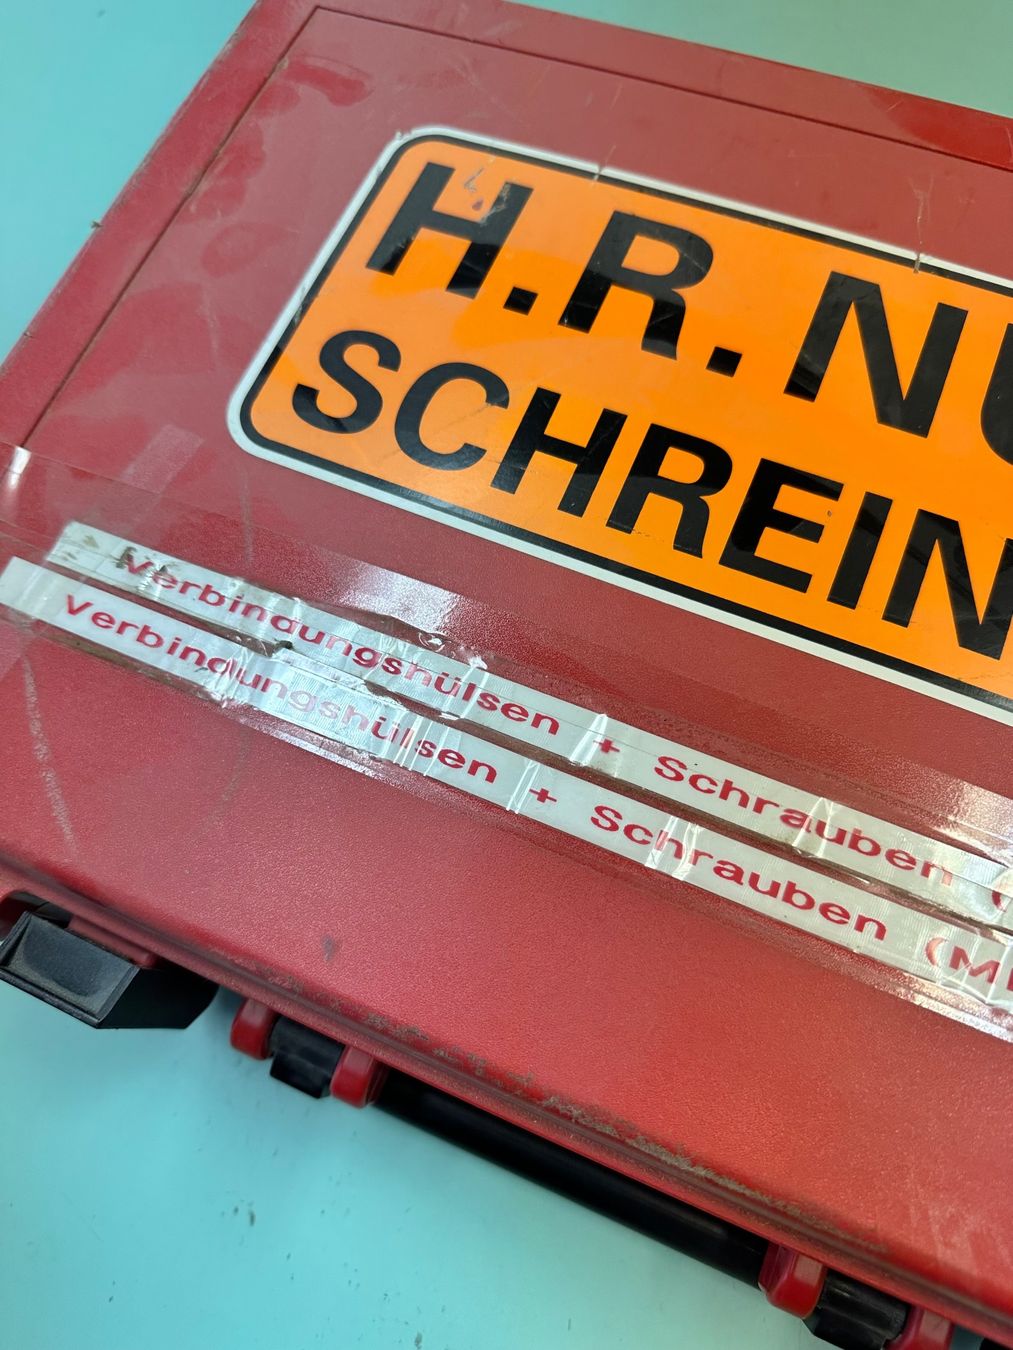 H.R. NU
SCHREIN
Verbindungshülsen + Schrauben (
Verbindungshülsen + Schrauben (M